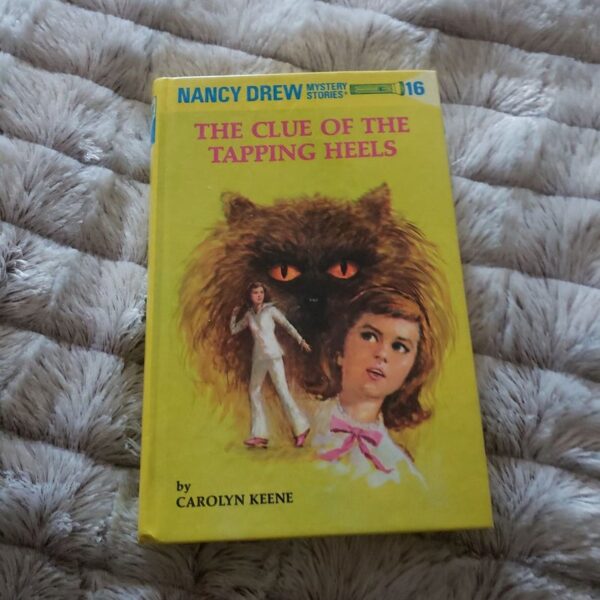 NANCY DREW MYSTERY STORIES® 16
THE CLUE OF THE
TAPPING HEELS
by
CAROLYN KEENE